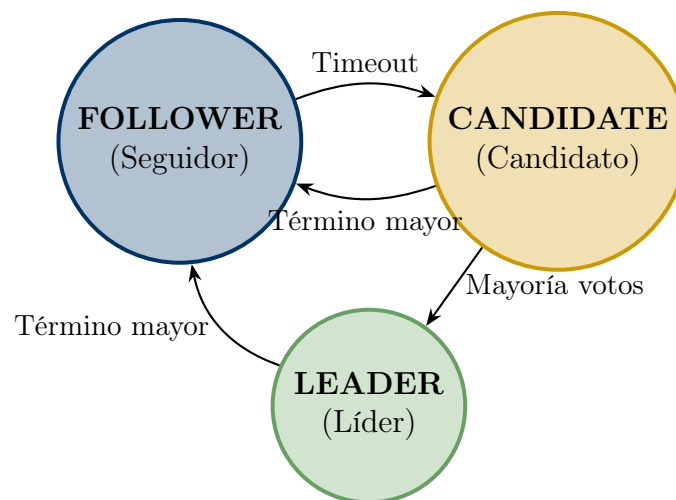 Timeout
FOLLOWER
(Seguidor)
CANDIDATE
(Candidato)
Término mayor
Mayoría votos
Término mayor
LEADER
(Líder)